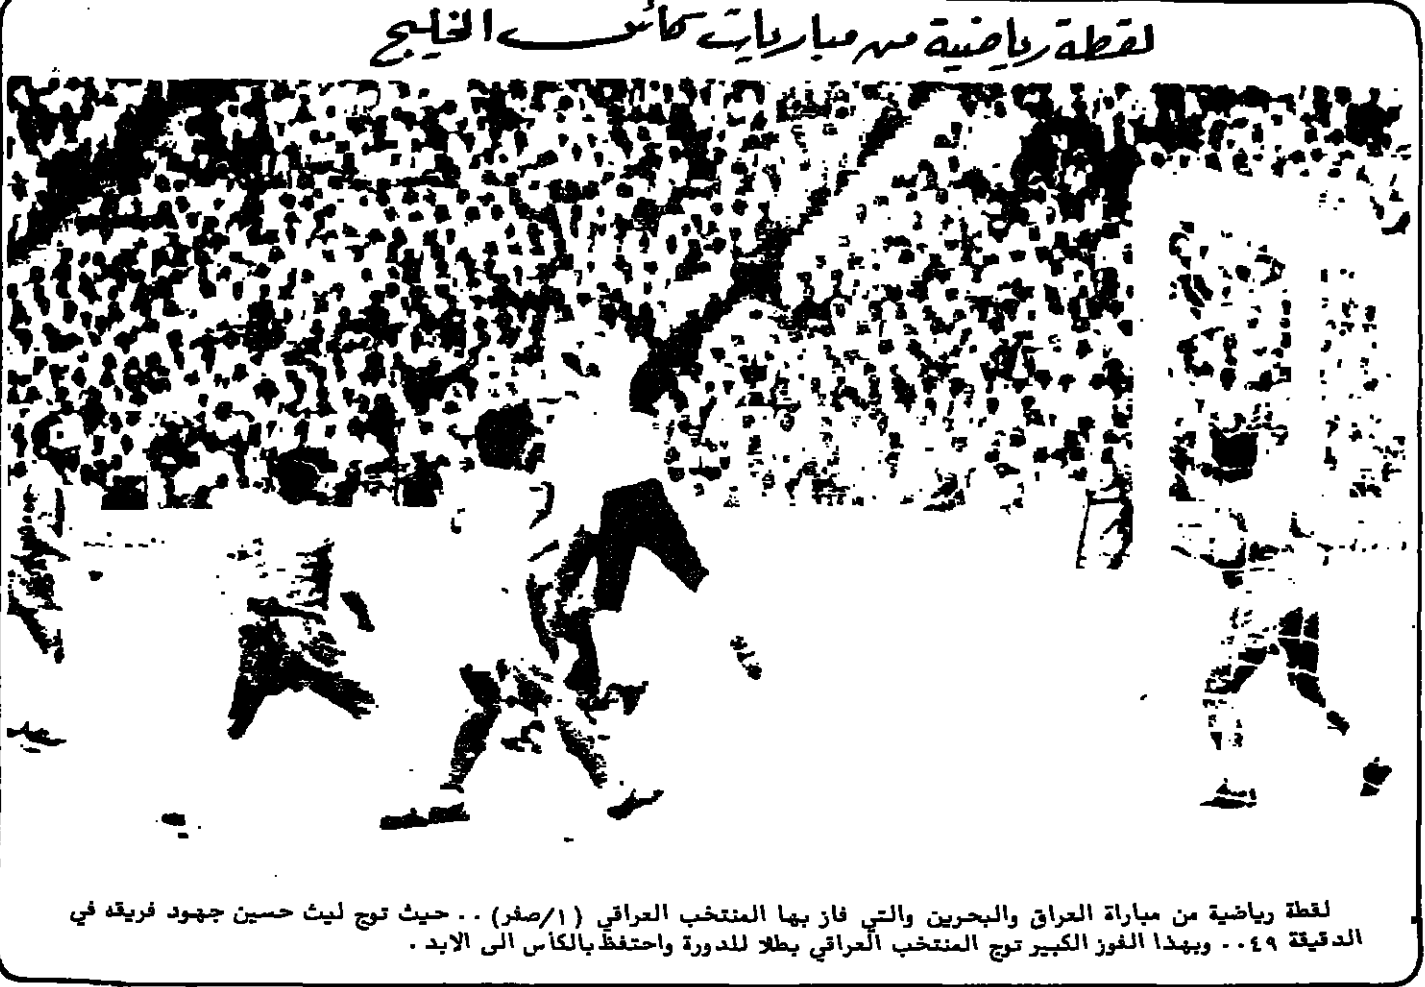 لقطة رياضية من مباريات كأس الخليج
لقطة رياضية من مباراة العراق والبحرين والتي فاز بها المنتخب العراقي (١/صفر) . . حيث توج ليث حسين جهود فريقه في
الدقيقة ٤٩ . . وبهذا الفوز الكبير توج المنتخب العراقي بطلا للدورة واحتفظ بالكأس الى الابد .